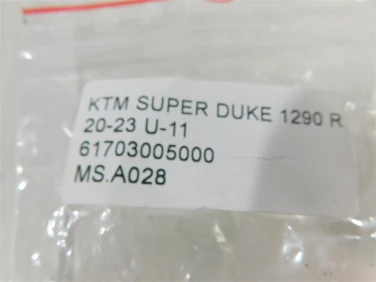 KTM SUPER DUKE 1290 R
20-23 U-11
61703005000
MS.A028